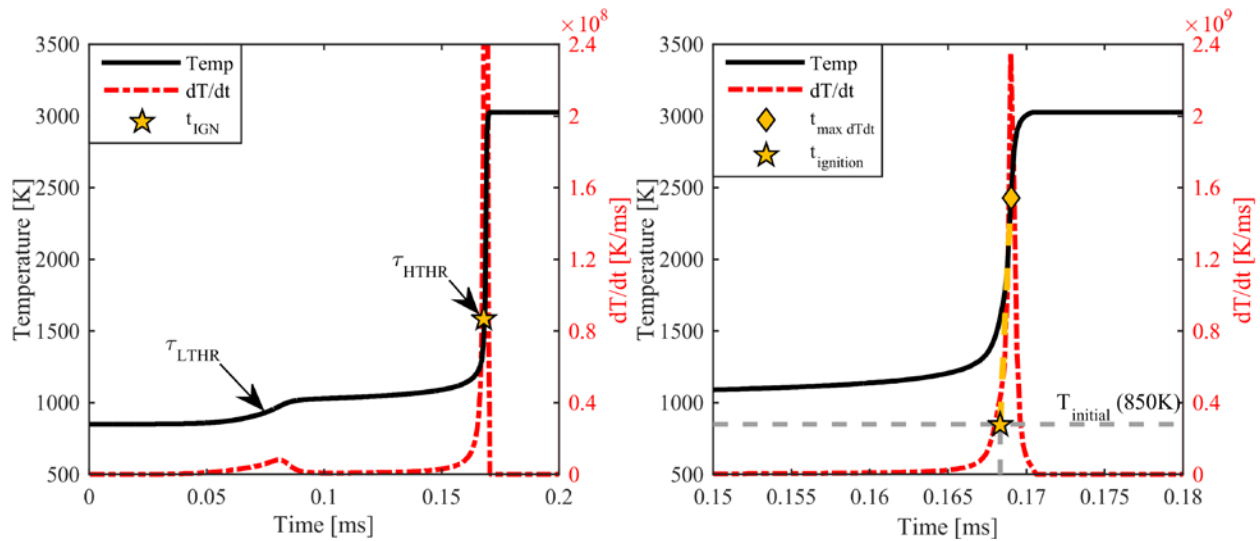 ×10^8
3500
3000
2500
2000
1500
1000
500
Temperature [K]
Temp
dT/dt
t_IGN
τ_HTHR
τ_LTHR
2.4
2
1.6
1.2
0.8
0.4
0
dT/dt [K/ms]
0
0.05
0.1
0.15
0.2
Time [ms]
×10^9
3500
3000
2500
2000
1500
1000
500
Temperature [K]
Temp
dT/dt
t_max dTdt
t_ignition
T_initial (850K)
2.4
2
1.6
1.2
0.8
0.4
0
dT/dt [K/ms]
0.15
0.155
0.16
0.165
0.17
0.175
0.18
Time [ms]